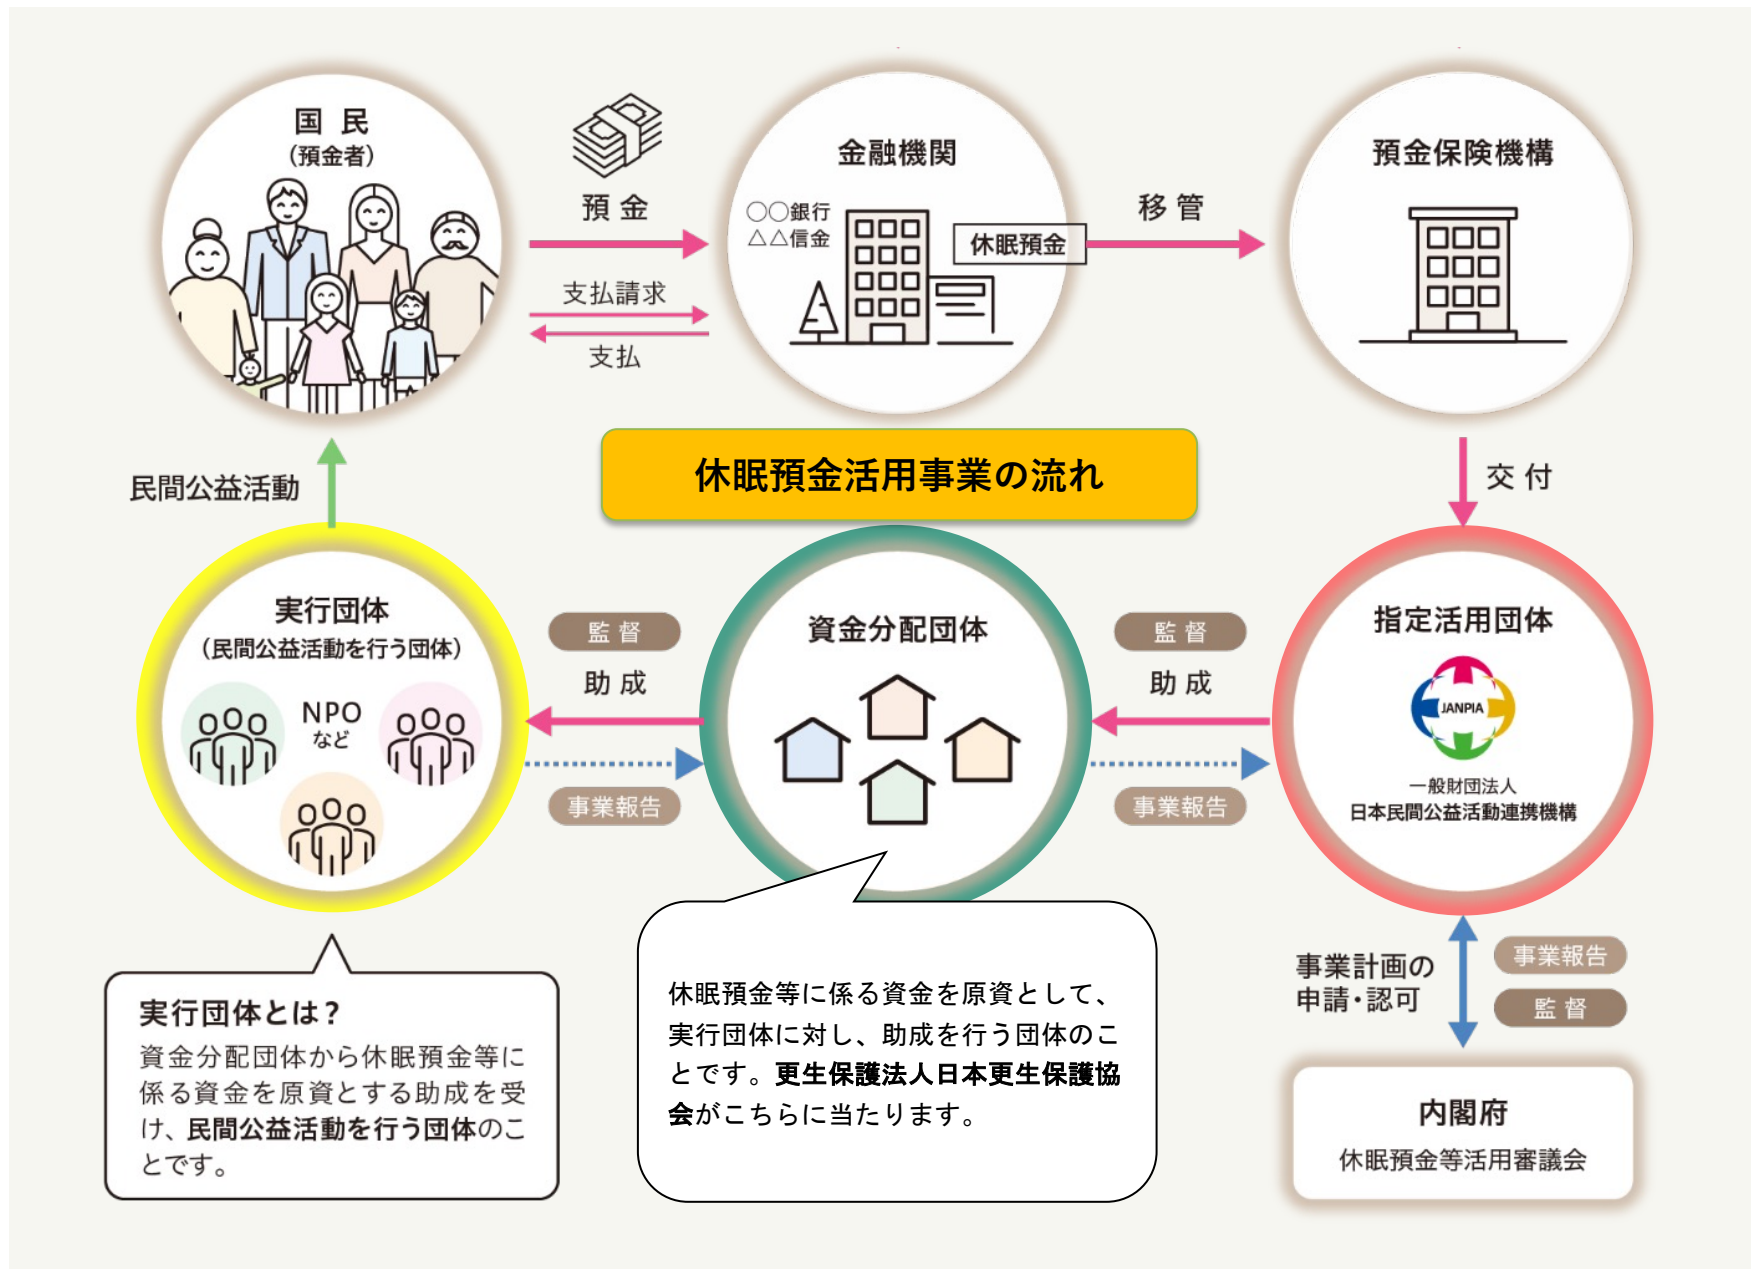 国 民
（預金者）
預 金
支払請求
支払
金融機関
〇〇銀行
△△信金
休眠預金
移 管
預金保険機構
休眠預金活用事業の流れ
民間公益活動
交 付
実行団体
（民間公益活動を行う団体）
NPO
など
監 督
助 成
事業報告
資金分配団体
監 督
助 成
事業報告
指定活用団体
JANPIA
一般財団法人
日本民間公益活動連携機構
実行団体とは？
資金分配団体から休眠預金等に
係る資金を原資とする助成を受
け、民間公益活動を行う団体のこ
とです。
休眠預金等に係る資金を原資として、
実行団体に対し、助成を行う団体のこ
とです。更生保護法人日本更生保護協
会がこちらに当たります。
事業計画の
申請・認可
事業報告
監 督
内閣府
休眠預金等活用審議会